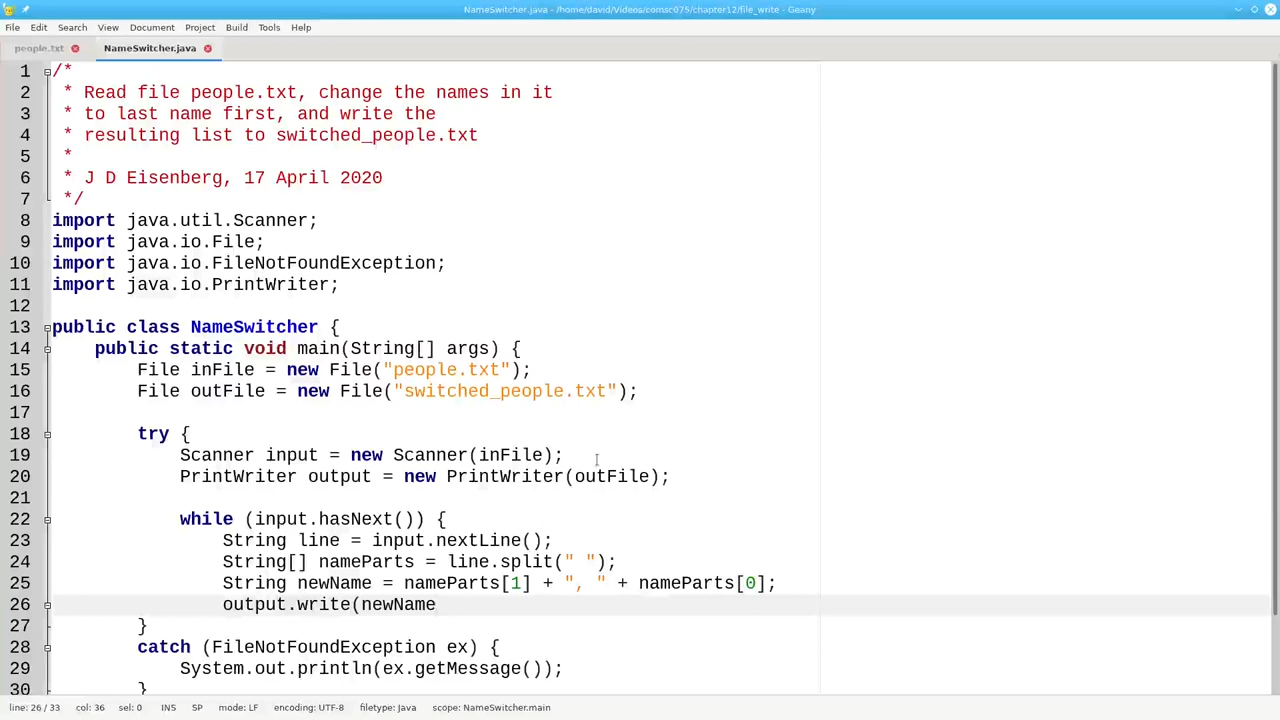 NameSwitcher.java - /home/david/Videos/comsc075/chapter12/file_write - Geany
File Edit Search View Document Project Build Tools Help
people.txt NameSwitcher.java
1 /*
2  * Read file people.txt, change the names in it
3  * to last name first, and write the
4  * resulting list to switched_people.txt
5  *
6  * J D Eisenberg, 17 April 2020
7  */
8 import java.util.Scanner;
9 import java.io.File;
10 import java.io.FileNotFoundException;
11 import java.io.PrintWriter;
12
13 public class NameSwitcher {
14     public static void main(String[] args) {
15         File inFile = new File("people.txt");
16         File outFile = new File("switched_people.txt");
17
18         try {
19             Scanner input = new Scanner(inFile);
20             PrintWriter output = new PrintWriter(outFile);
21
22             while (input.hasNext()) {
23                 String line = input.nextLine();
24                 String[] nameParts = line.split(" ");
25                 String newName = nameParts[1] + ", " + nameParts[0];
26                 output.write(newName
27         }
28         catch (FileNotFoundException ex) {
29             System.out.println(ex.getMessage());
30         }
line: 26 / 33 col: 36 sel: 0 INS SP mode: LF encoding: UTF-8 filetype: Java scope: NameSwitcher.main